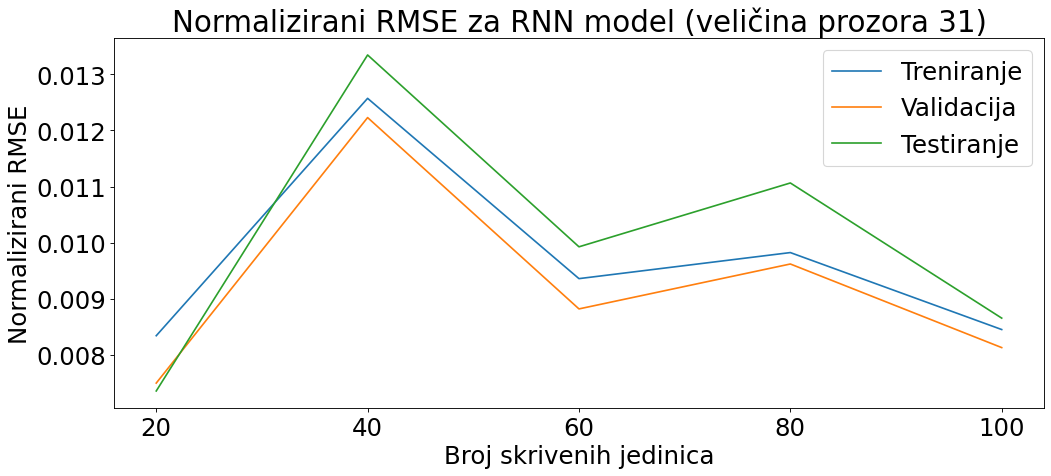 Normalizirani RMSE za RNN model (veličina prozora 31)
Normalizirani RMSE
0.013
0.012
0.011
0.010
0.009
0.008
Treniranje
Validacija
Testiranje
20 40 60 80 100
Broj skrivenih jedinica